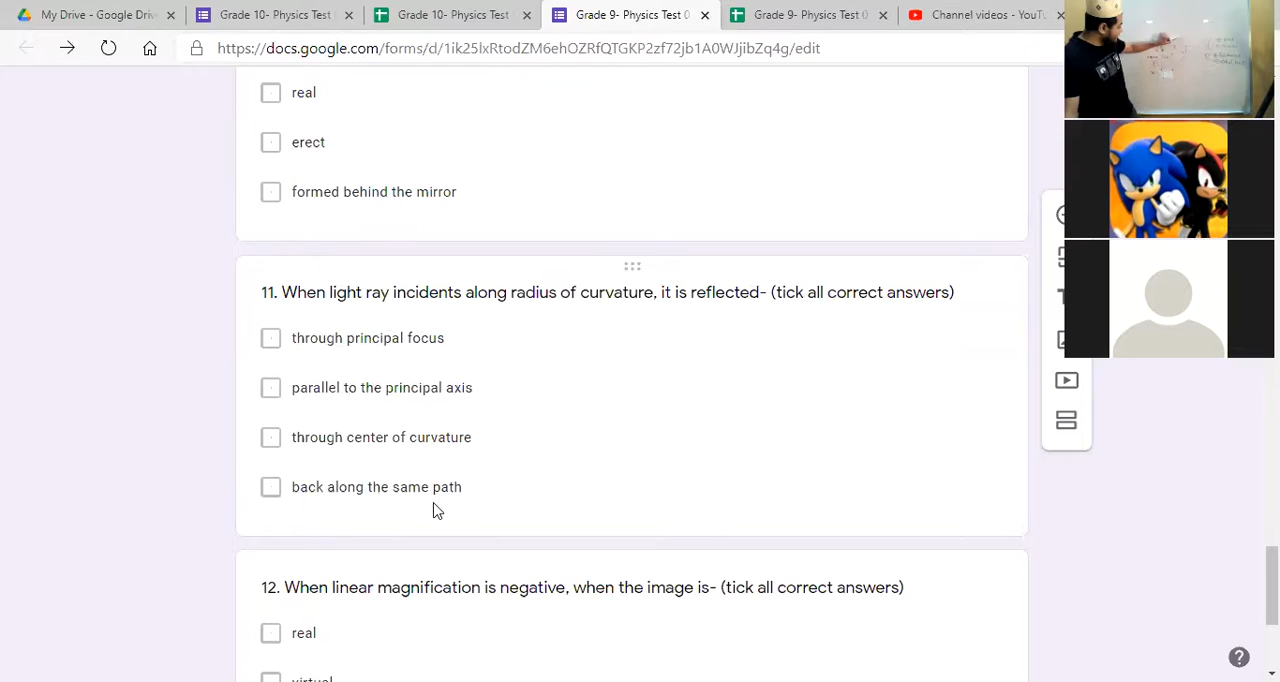 My Drive - Google Driv
Grade 10- Physics Test
Grade 10- Physics Test
Grade 9- Physics Test 0
Grade 9- Physics Test 0
Channel videos - YouTu
https://docs.google.com/forms/d/1ik25lxRtodZM6ehOZRfQTGKP2zf72jb1A0WJjibZq4g/edit
real
erect
formed behind the mirror
11. When light ray incidents along radius of curvature, it is reflected- (tick all correct answers)
through principal focus
parallel to the principal axis
through center of curvature
back along the same path
12. When linear magnification is negative, when the image is- (tick all correct answers)
real
virtual